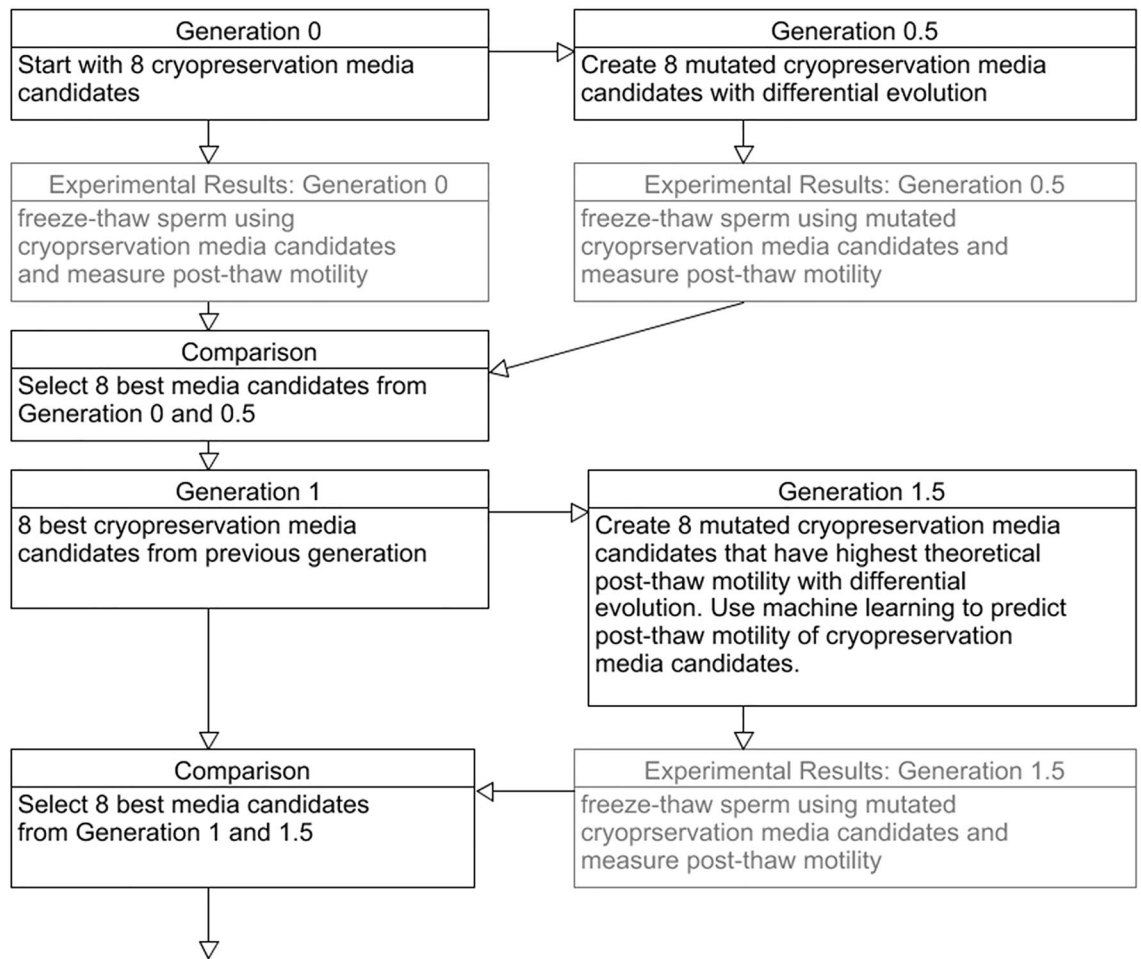 Generation 0
Start with 8 cryopreservation media
candidates
Generation 0.5
Create 8 mutated cryopreservation media
candidates with differential evolution
Experimental Results: Generation 0
freeze-thaw sperm using
cryoprservation media candidates
and measure post-thaw motility
Experimental Results: Generation 0.5
freeze-thaw sperm using mutated
cryoprservation media candidates and
measure post-thaw motility
Comparison
Select 8 best media candidates from
Generation 0 and 0.5
Generation 1
8 best cryopreservation media
candidates from previous generation
Generation 1.5
Create 8 mutated cryopreservation media
candidates that have highest theoretical
post-thaw motility with differential
evolution. Use machine learning to predict
post-thaw motility of cryopreservation
media candidates.
Comparison
Select 8 best media candidates
from Generation 1 and 1.5
Experimental Results: Generation 1.5
freeze-thaw sperm using mutated
cryoprservation media candidates and
measure post-thaw motility